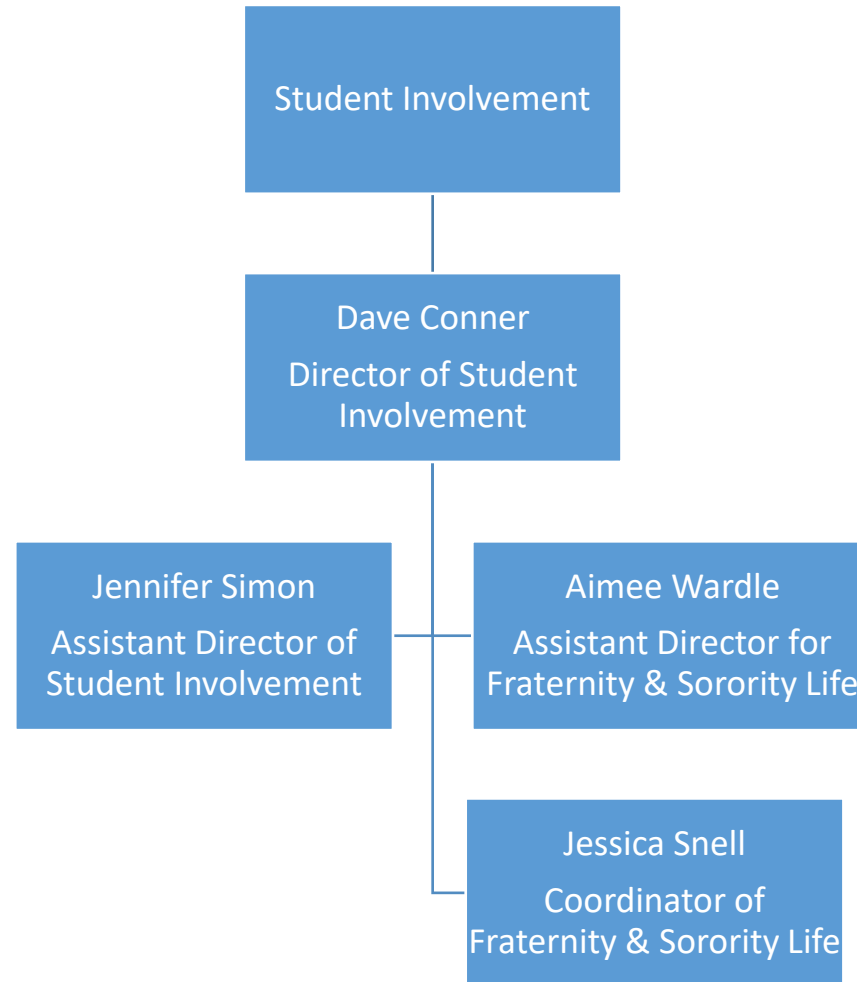 Student Involvement
Dave Conner
Director of Student
Involvement
Jennifer Simon
Assistant Director of
Student Involvement
Aimee Wardle
Assistant Director for
Fraternity & Sorority Life
Jessica Snell
Coordinator of
Fraternity & Sorority Life